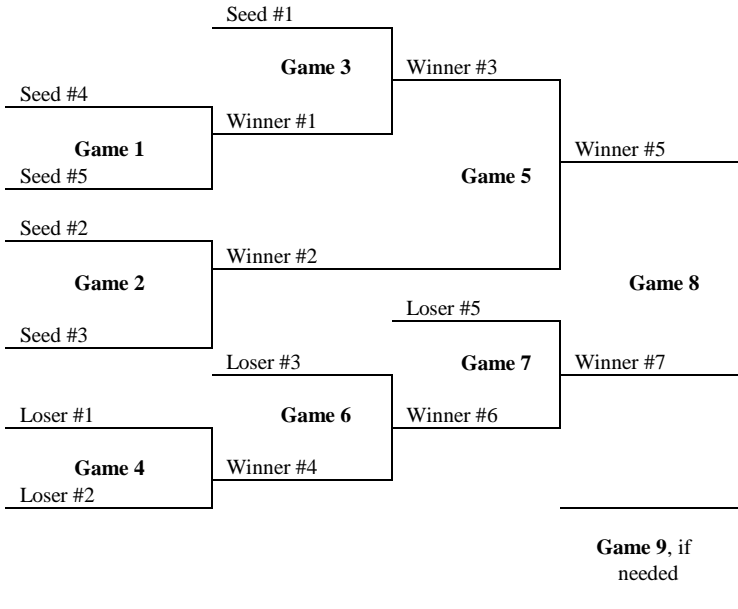 Seed #1
Game 3
Winner #3
Seed #4
Winner #1
Game 1
Winner #5
Seed #5
Game 5
Seed #2
Winner #2
Game 2
Game 8
Loser #5
Seed #3
Loser #3
Game 7
Winner #7
Loser #1
Game 6
Winner #6
Game 4
Winner #4
Loser #2
Game 9, if
needed